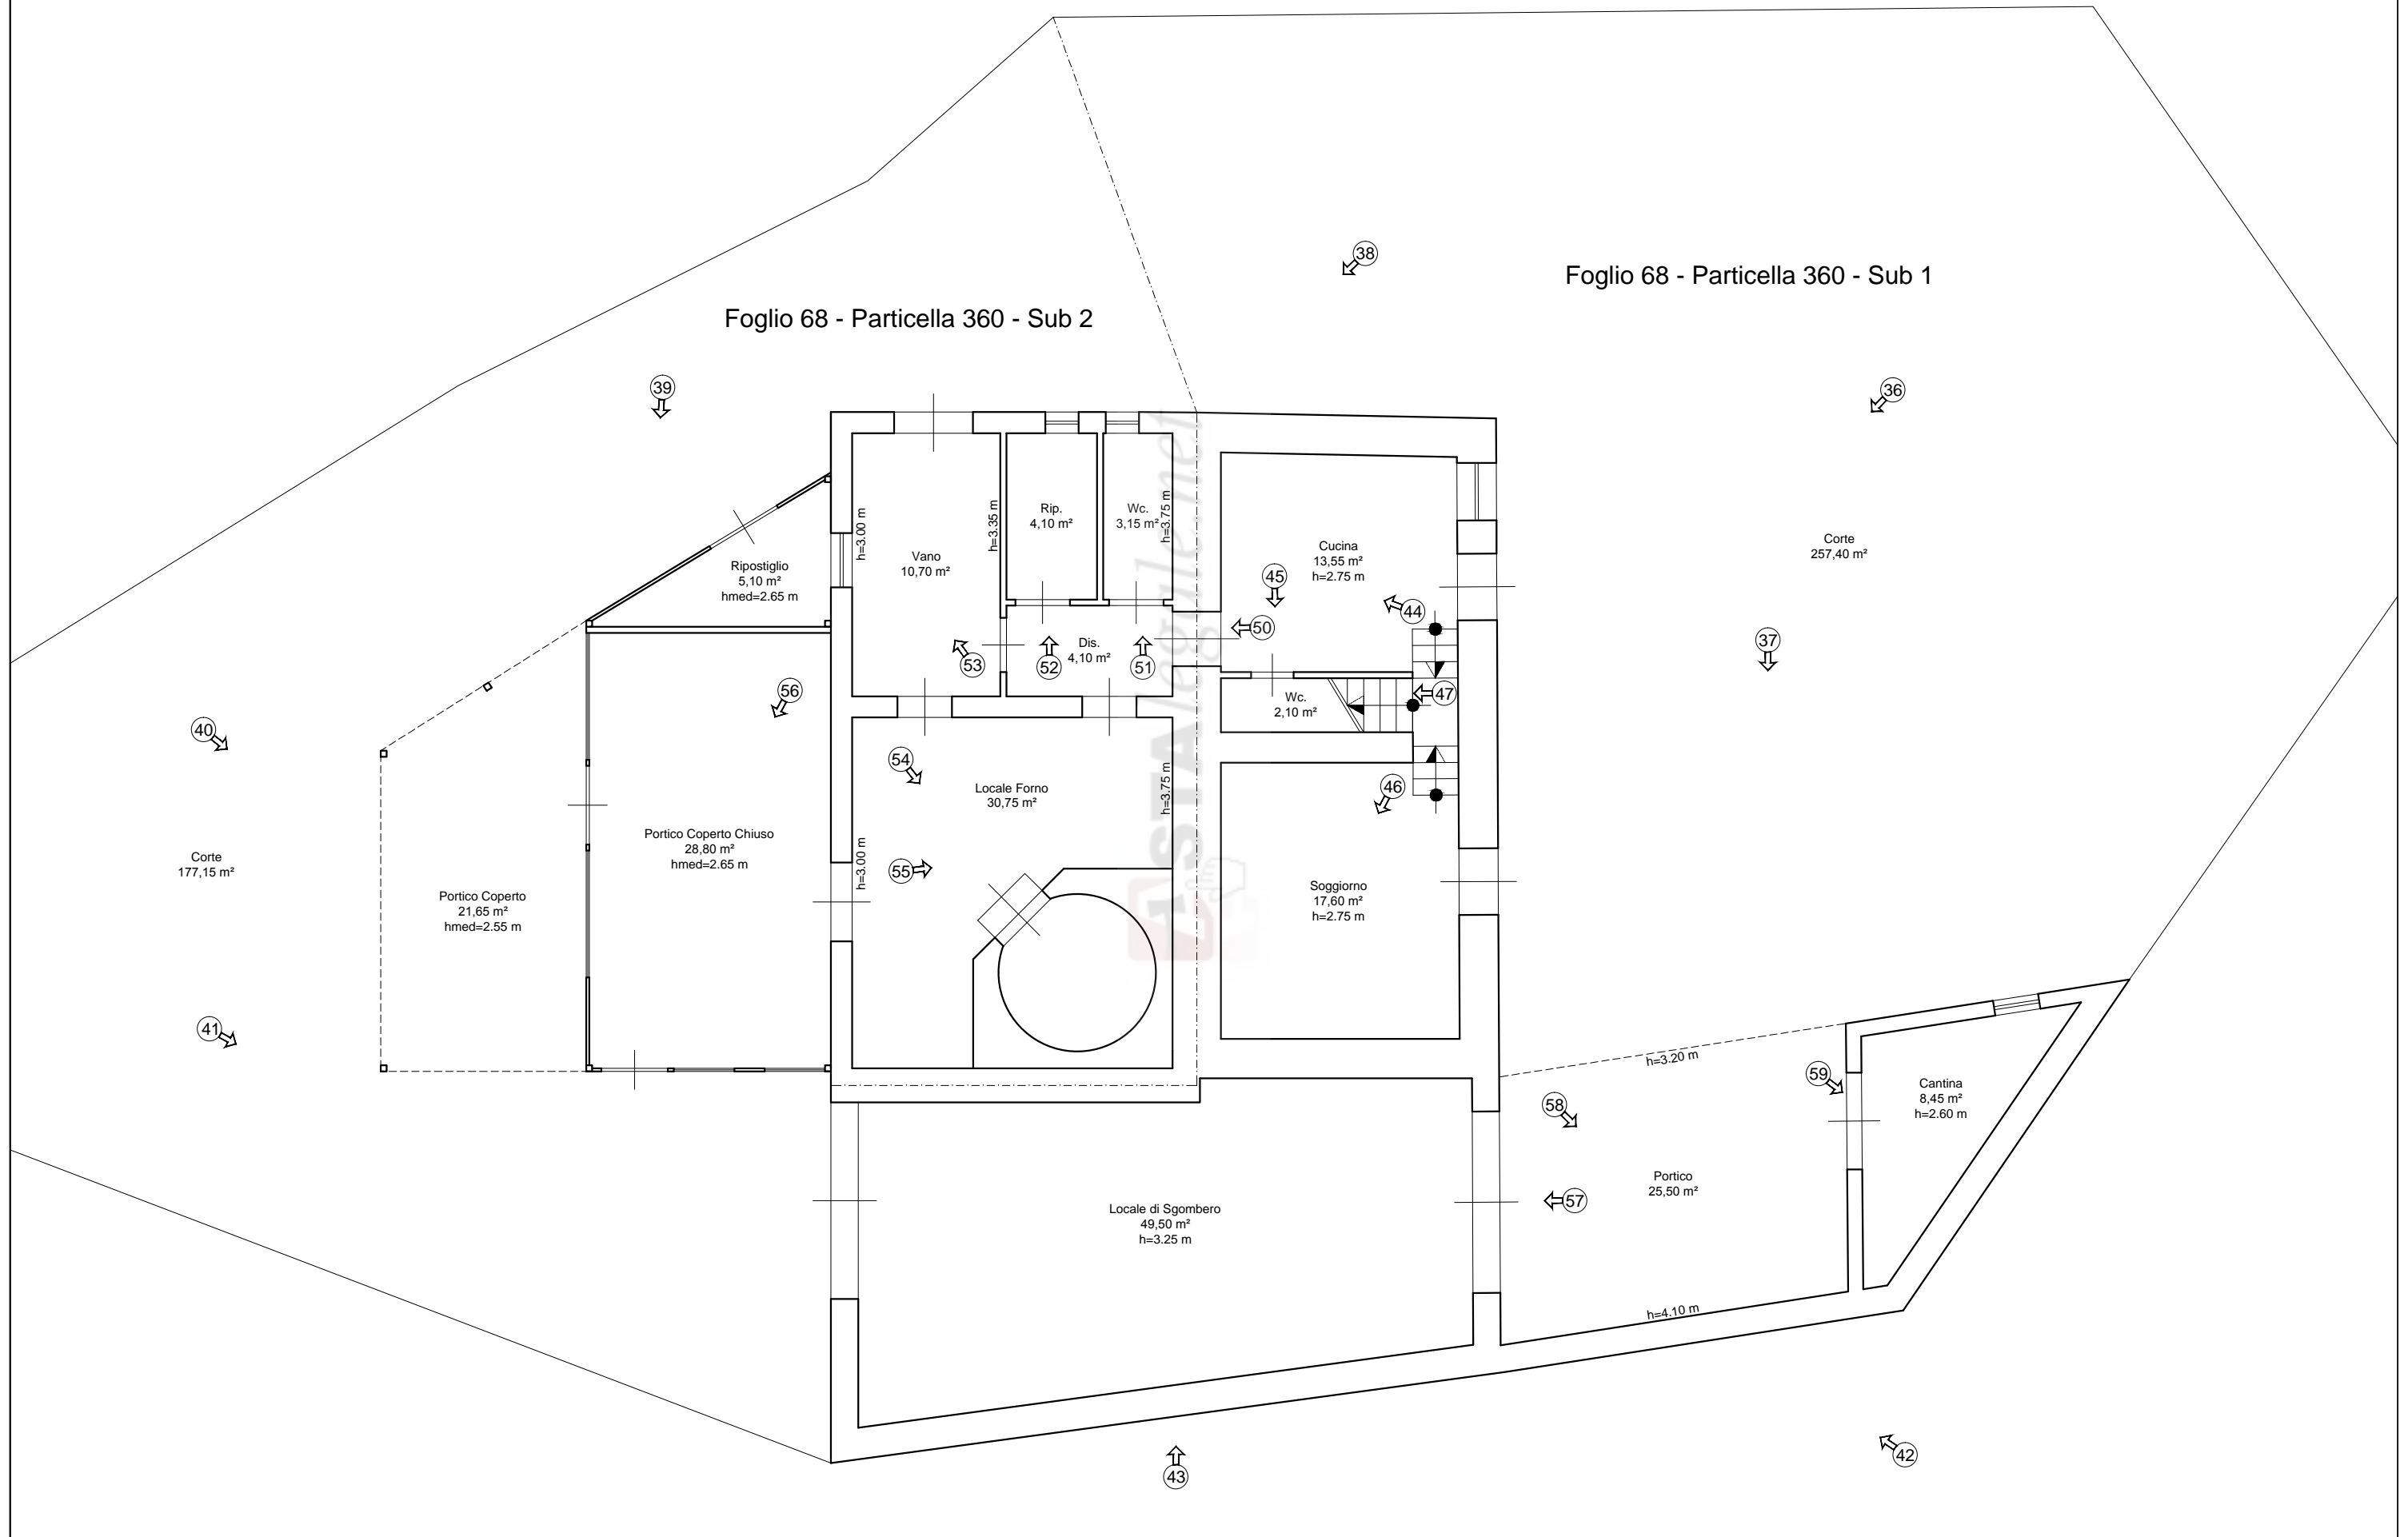 38
Foglio 68 - Particella 360 - Sub 1
Foglio 68 - Particella 360 - Sub 2
39
36
Ripostiglio
5,10 m²
hmed=2.65 m
h=3.00 m
Vano
10,70 m²
h=3.35 m
Rip.
4,10 m²
Wc.
3,15 m²
h=3.75 m
Cucina
13,55 m²
h=2.75 m
Corte
257,40 m²
45
44
50
37
Dis.
4,10 m²
53
52
51
56
47
Wc.
2,10 m²
40
54
46
Locale Forno
30,75 m²
h=3.75 m
Portico Coperto Chiuso
28,80 m²
hmed=2.65 m
h=3.00 m
55
Corte
177,15 m²
Portico Coperto
21,65 m²
hmed=2.55 m
Soggiorno
17,60 m²
h=2.75 m
41
h=3.20 m
59
Cantina
8,45 m²
h=2.60 m
58
Portico
25,50 m²
57
Locale di Sgombero
49,50 m²
h=3.25 m
h=4.10 m
43
42
ASTAlegale.net